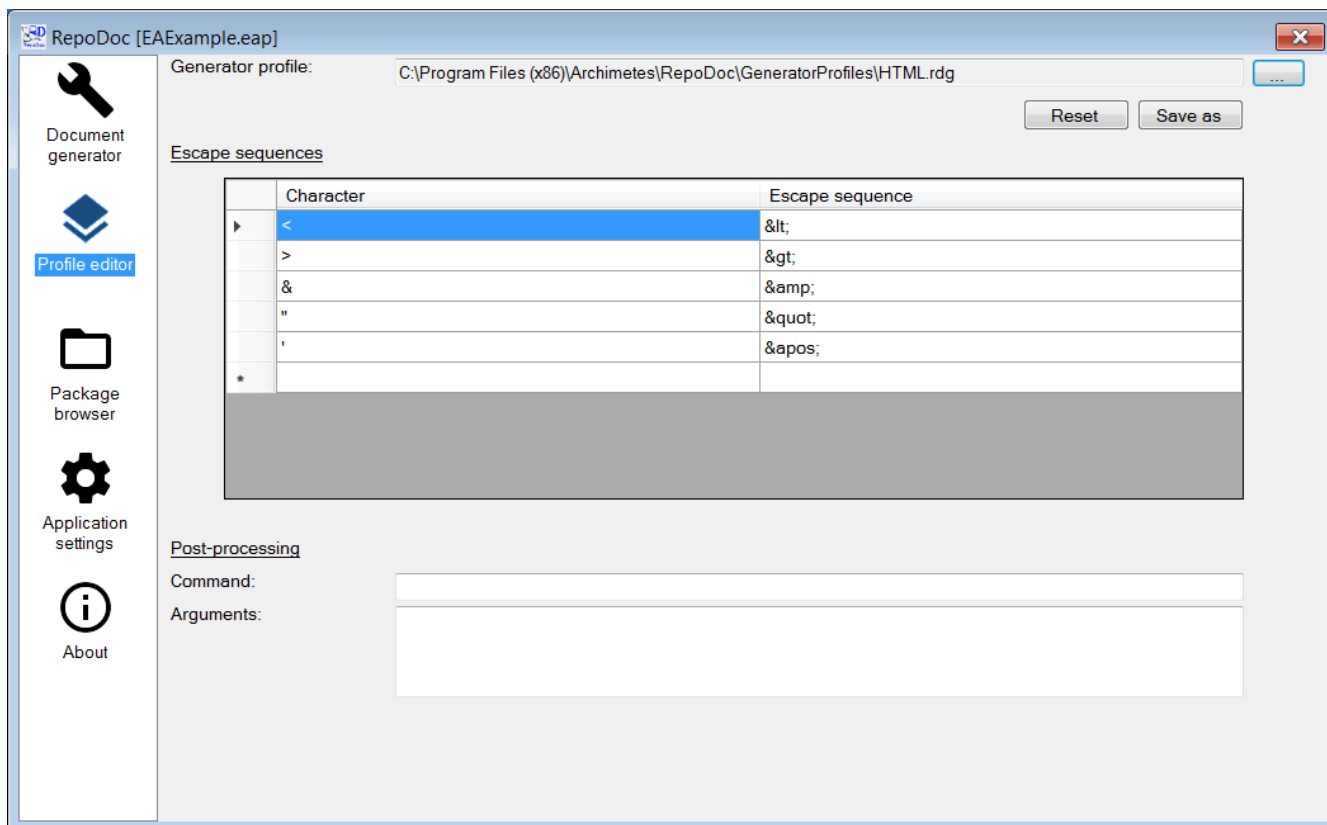 RepoDoc [EAExample.eap]
Generator profile:
C:\Program Files (x86)\Archimetes\RepoDoc\GeneratorProfiles\HTML.rdg
...
Reset Save as
Document
generator
Profile editor
Package
browser
Application
settings
About
Escape sequences
Character Escape sequence
< &lt;
> &gt;
& &amp;
" &quot;
' &apos;
*
Post-processing
Command:
Arguments: